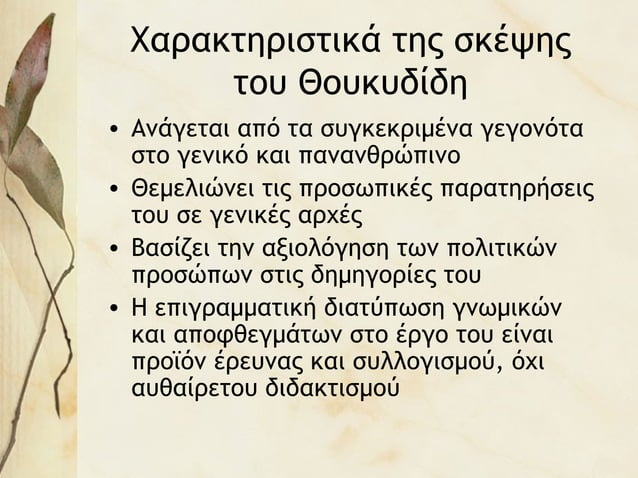 Χαρακτηριστικά της σκέψης
του Θουκυδίδη
• Ανάγεται από τα συγκεκριμένα γεγονότα
στο γενικό και πανανθρώπινο
• Θεμελιώνει τις προσωπικές παρατηρήσεις
του σε γενικές αρχές
• Βασίζει την αξιολόγηση των πολιτικών
προσώπων στις δημηγορίες του
• Η επιγραμματική διατύπωση γνωμικών
και αποφθεγμάτων στο έργο του είναι
προϊόν έρευνας και συλλογισμού, όχι
αυθαίρετου διδακτισμού